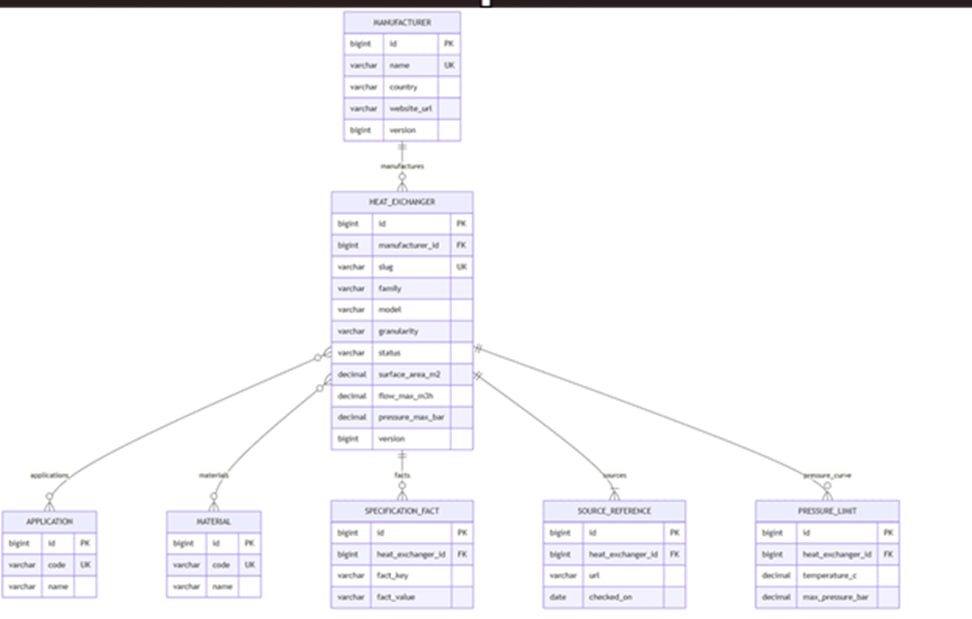 MANUFACTURER
bigint id PK
varchar name UK
varchar country
varchar website_url
bigint version
manufactures
HEAT_EXCHANGER
bigint id PK
bigint manufacturer_id FK
varchar slug UK
varchar family
varchar model
varchar granularity
varchar status
decimal surface_area_m2
decimal flow_max_m3h
decimal pressure_max_bar
bigint version
applications materials facts sources pressure_curve
APPLICATION
bigint id PK
varchar code UK
varchar name
MATERIAL
bigint id PK
varchar code UK
varchar name
SPECIFICATION_FACT
bigint id PK
bigint heat_exchanger_id FK
varchar fact_key
varchar fact_value
SOURCE_REFERENCE
bigint id PK
bigint heat_exchanger_id FK
varchar url
date checked_on
PRESSURE_LIMIT
bigint id PK
bigint heat_exchanger_id FK
decimal temperature_c
decimal max_pressure_bar